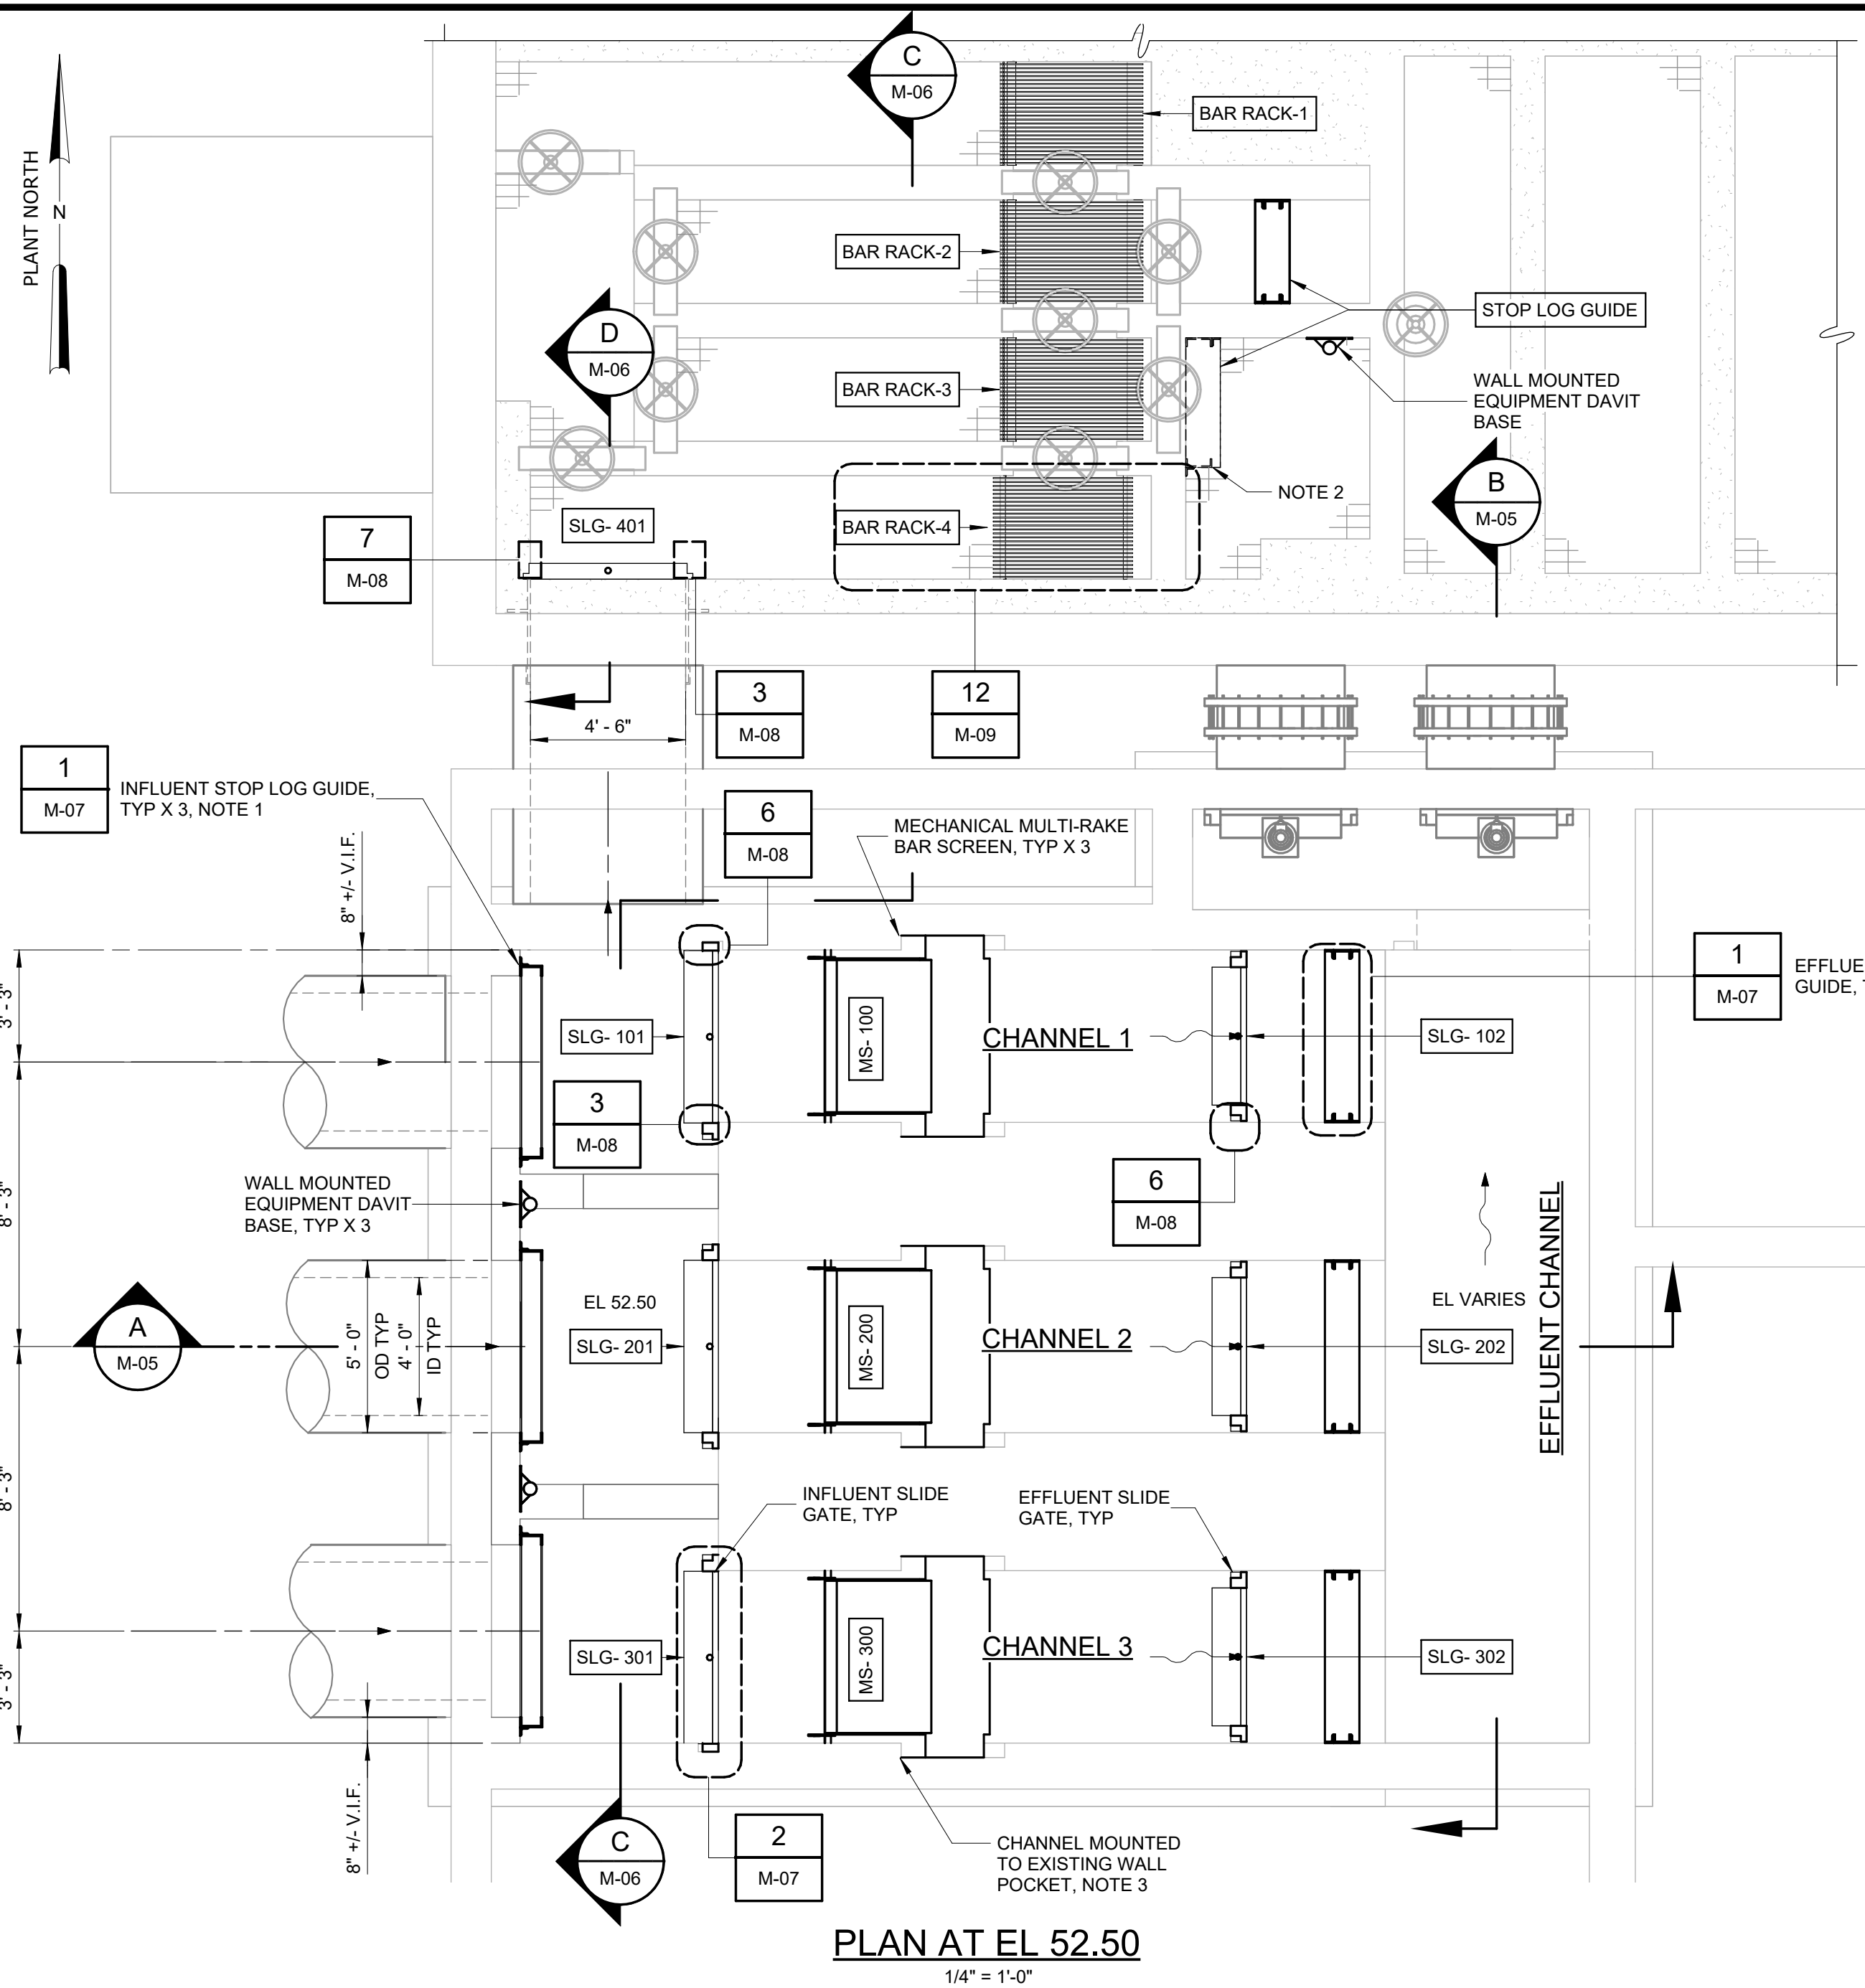 C
M-06
BAR RACK-1
PLANT NORTH
N
BAR RACK-2
STOP LOG GUIDE
D
M-06
BAR RACK-3
WALL MOUNTED
EQUIPMENT DAVIT
BASE
B
M-05
NOTE 2
7
M-08
SLG- 401
BAR RACK-4
3
M-08
12
M-09
4' - 6"
1
M-07
INFLUENT STOP LOG GUIDE,
TYP X 3, NOTE 1
6
M-08
MECHANICAL MULTI-RAKE
BAR SCREEN, TYP X 3
8" +/- V.I.F.
3' - 3"
1
M-07
EFFLUE
GUIDE,
SLG- 101
MS- 100
CHANNEL 1
SLG- 102
3
M-08
8' - 3"
WALL MOUNTED
EQUIPMENT DAVIT
BASE, TYP X 3
6
M-08
EFFLUENT CHANNEL
A
M-05
5' - 0"
OD TYP
4' - 0"
ID TYP
EL 52.50
SLG- 201
MS- 200
CHANNEL 2
EL VARIES
SLG- 202
8' - 3"
INFLUENT SLIDE
GATE, TYP
EFFLUENT SLIDE
GATE, TYP
3' - 3"
SLG- 301
MS- 300
CHANNEL 3
SLG- 302
8" +/- V.I.F.
C
M-06
2
M-07
CHANNEL MOUNTED
TO EXISTING WALL
POCKET, NOTE 3
PLAN AT EL 52.50
1/4" = 1'-0"